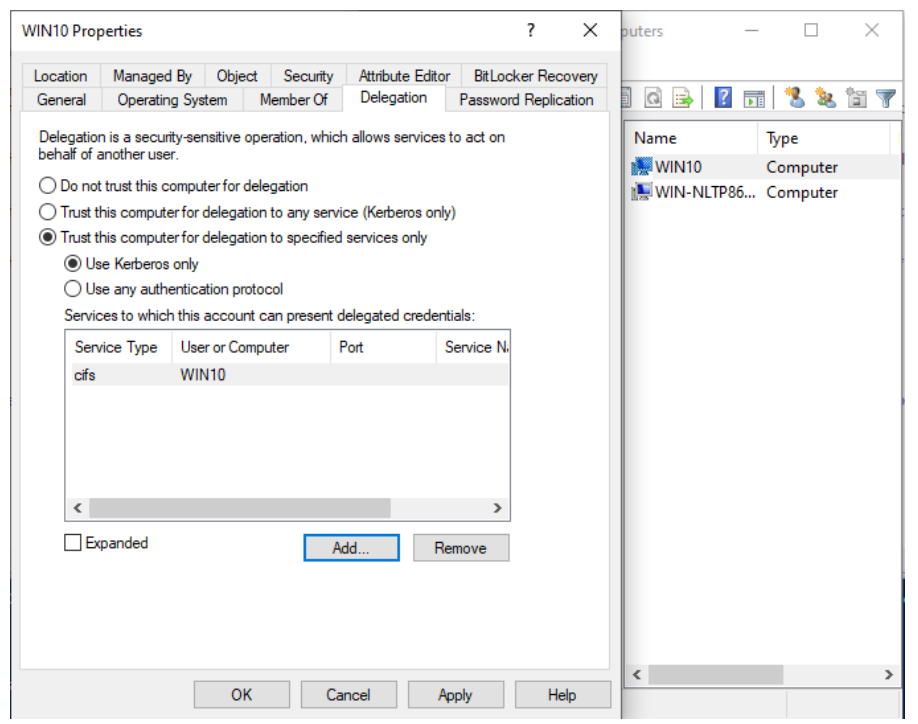 WIN10 Properties
?
puters
Location Managed By Object Security Attribute Editor BitLocker Recovery
General Operating System Member Of Delegation Password Replication
Delegation is a security-sensitive operation, which allows services to act on
behalf of another user.
Do not trust this computer for delegation
Trust this computer for delegation to any service (Kerberos only)
Trust this computer for delegation to specified services only
Use Kerberos only
Use any authentication protocol
Services to which this account can present delegated credentials:
Service Type User or Computer Port Service Na
cifs WIN10
Expanded
Add... Remove
OK Cancel Apply Help
Name Type
WIN10 Computer
WIN-NLTP86... Computer